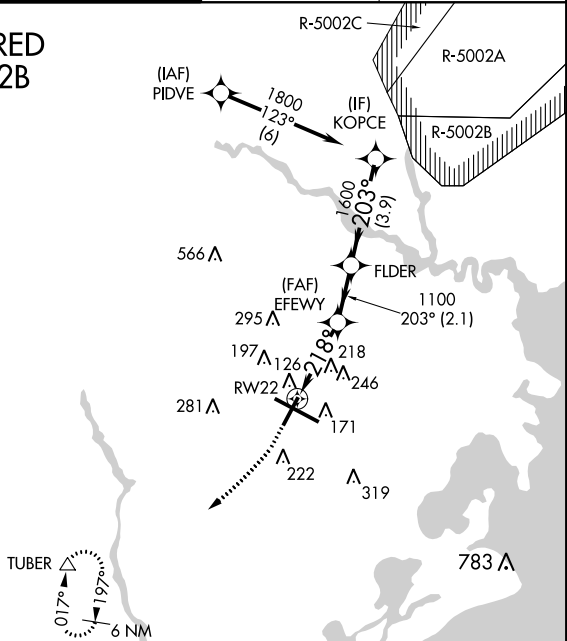 RED
2B
R-5002C
R-5002A
R-5002B
(IAF)
PIDVE
1800
123°
(6)
(IF)
KOPCE
1600
203°
(3.9)
566
FLDER
(FAF)
EFEWY
1100
203° (2.1)
295
218°
218
197
126
246
RW22
281
171
222
319
783
TUBER
017°
197°
6 NM